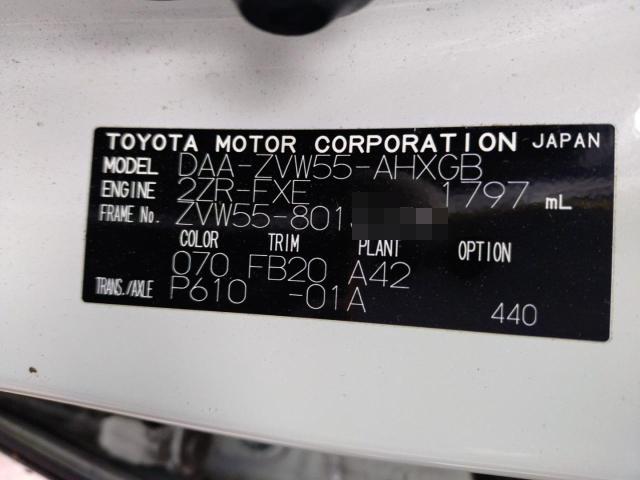 TOYOTA MOTOR CORPORATION JAPAN
MODEL DAA-ZVW55-AHXGB
ENGINE 2ZR-FXE 1797 mL
FRAME No. ZVW55-801
COLOR TRIM PLANT OPTION
070 FB20 A42
TRANS./AXLE P610 -01A
440